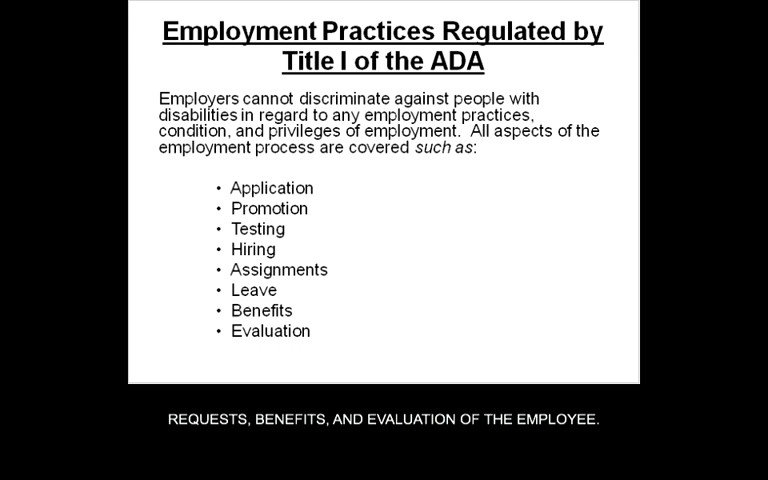 Employment Practices Regulated by
Title I of the ADA
Employers cannot discriminate against people with
disabilities in regard to any employment practices,
condition, and privileges of employment. All aspects of the
employment process are covered such as:
• Application
• Promotion
• Testing
• Hiring
• Assignments
• Leave
• Benefits
• Evaluation
REQUESTS, BENEFITS, AND EVALUATION OF THE EMPLOYEE.